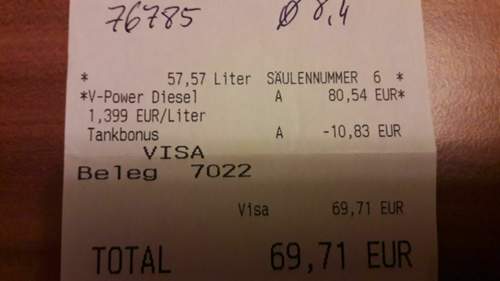 76785 Ø 8,4
* 57,57 Liter SÄULENNUMMER 6 *
*V-Power Diesel A 80,54 EUR*
1,399 EUR/Liter
Tankbonus A -10,83 EUR
VISA
Beleg 7022
Visa 69,71 EUR
TOTAL 69,71 EUR